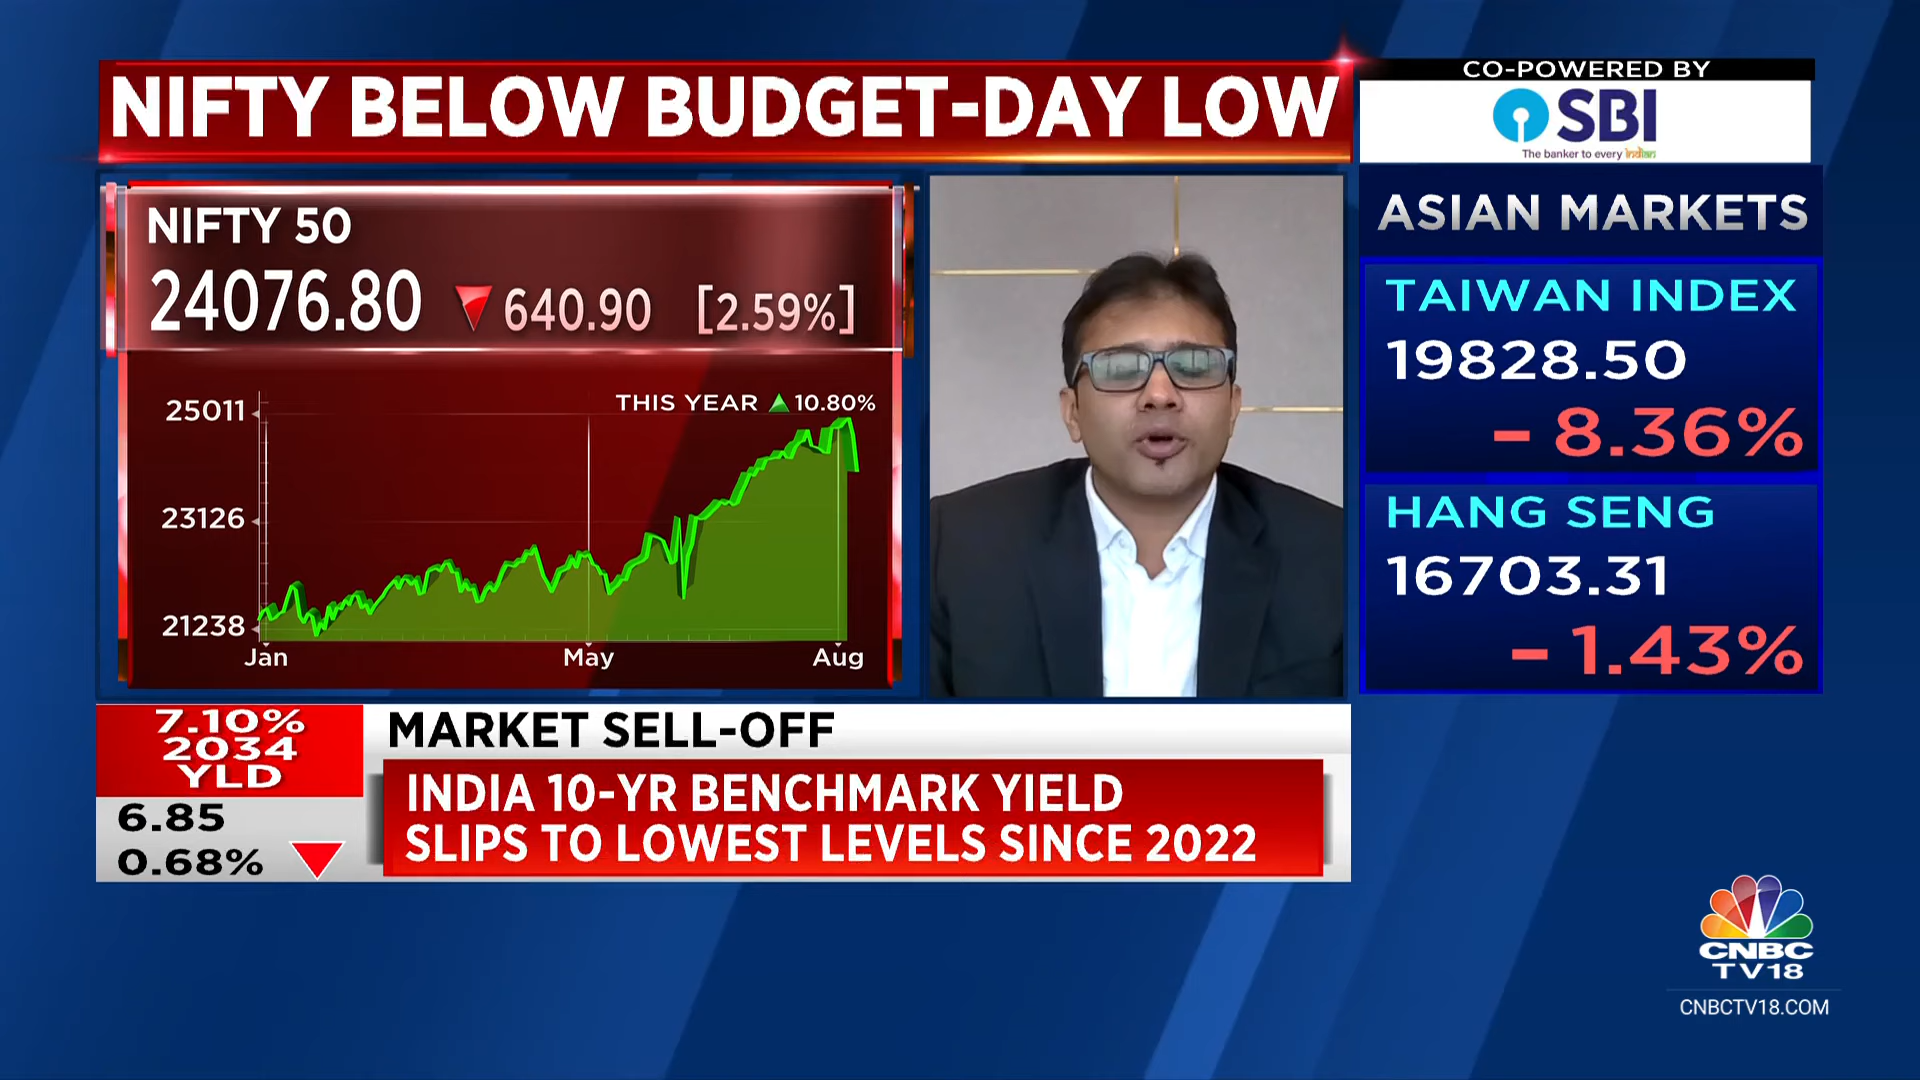 NIFTY BELOW BUDGET-DAY LOW
CO-POWERED BY
SBI
The banker to every indian
NIFTY 50
24076.80 ▼ 640.90 [2.59%]
THIS YEAR ▲ 10.80%
25011
23126
21238
Jan May Aug
ASIAN MARKETS
TAIWAN INDEX
19828.50
- 8.36%
HANG SENG
16703.31
- 1.43%
7.10%
2034
YLD
6.85
0.68% ▼
MARKET SELL-OFF
INDIA 10-YR BENCHMARK YIELD
SLIPS TO LOWEST LEVELS SINCE 2022
CNBC
TV18
CNBCTV18.COM